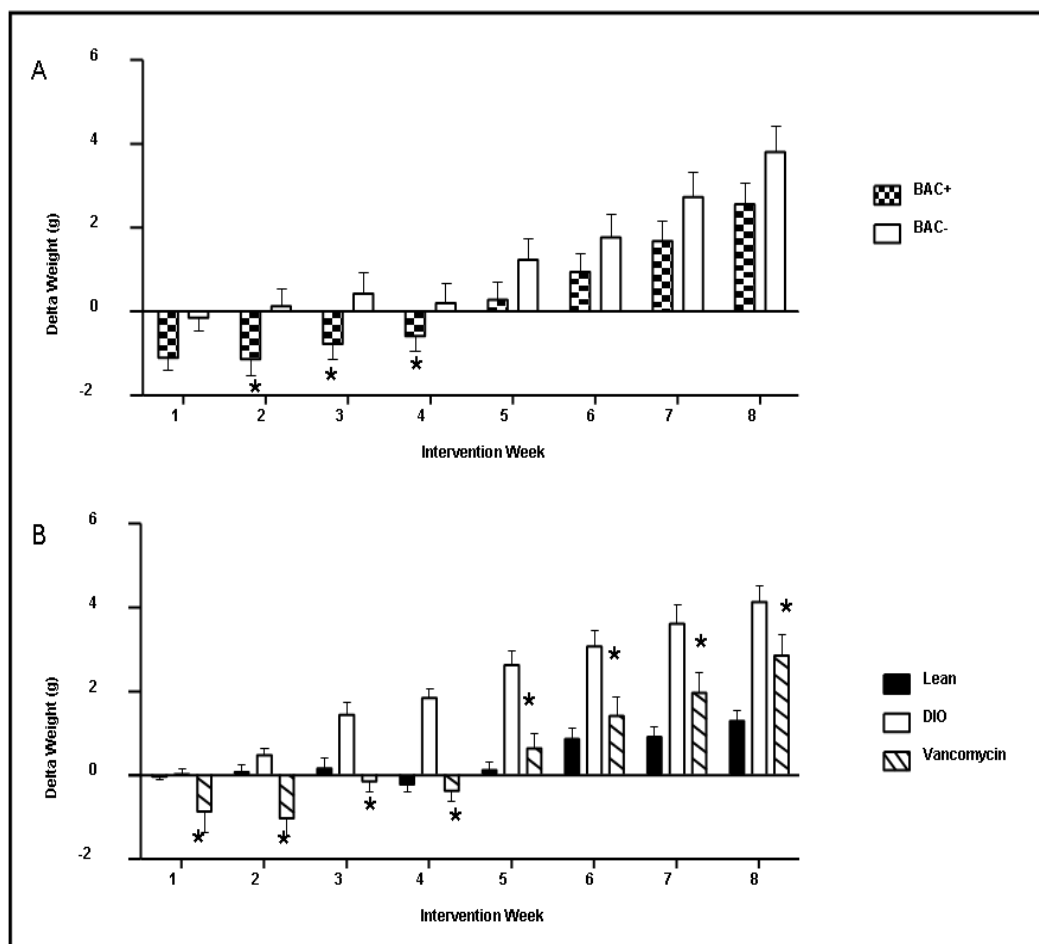 A
6
4
2
0
-2
Delta Weight (g)
*
*
*
1 2 3 4 5 6 7 8
Intervention Week
BAC+
BAC-
B
6
4
2
0
-2
Delta Weight (g)
*
*
*
*
*
*
*
*
1 2 3 4 5 6 7 8
Intervention Week
Lean
DIO
Vancomycin